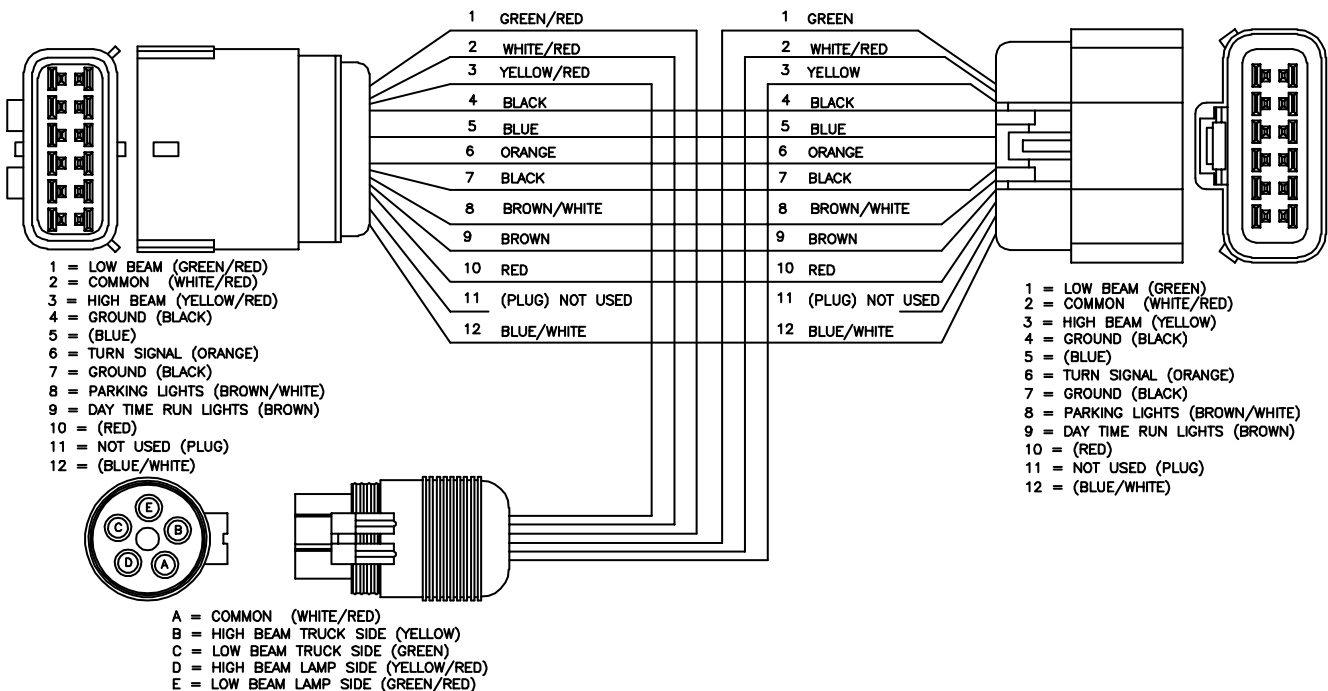 1 GREEN/RED
2 WHITE/RED
3 YELLOW/RED
4 BLACK
5 BLUE
6 ORANGE
7 BLACK
8 BROWN/WHITE
9 BROWN
10 RED
11 (PLUG) NOT USED
12 BLUE/WHITE
1 GREEN
2 WHITE/RED
3 YELLOW
4 BLACK
5 BLUE
6 ORANGE
7 BLACK
8 BROWN/WHITE
9 BROWN
10 RED
11 (PLUG) NOT USED
12 BLUE/WHITE
1 = LOW BEAM (GREEN/RED)
2 = COMMON (WHITE/RED)
3 = HIGH BEAM (YELLOW/RED)
4 = GROUND (BLACK)
5 = (BLUE)
6 = TURN SIGNAL (ORANGE)
7 = GROUND (BLACK)
8 = PARKING LIGHTS (BROWN/WHITE)
9 = DAY TIME RUN LIGHTS (BROWN)
10 = (RED)
11 = NOT USED (PLUG)
12 = (BLUE/WHITE)
1 = LOW BEAM (GREEN)
2 = COMMON (WHITE/RED)
3 = HIGH BEAM (YELLOW)
4 = GROUND (BLACK)
5 = (BLUE)
6 = TURN SIGNAL (ORANGE)
7 = GROUND (BLACK)
8 = PARKING LIGHTS (BROWN/WHITE)
9 = DAY TIME RUN LIGHTS (BROWN)
10 = (RED)
11 = NOT USED (PLUG)
12 = (BLUE/WHITE)
E
C
B
D
A
A = COMMON (WHITE/RED)
B = HIGH BEAM TRUCK SIDE (YELLOW)
C = LOW BEAM TRUCK SIDE (GREEN)
D = HIGH BEAM LAMP SIDE (YELLOW/RED)
E = LOW BEAM LAMP SIDE (GREEN/RED)